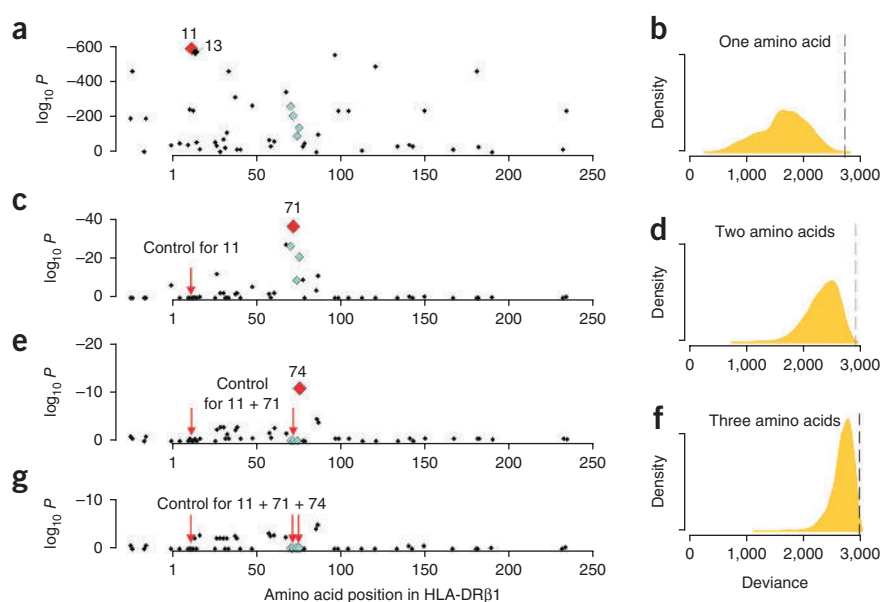 a
11
13
log10 P
–600
–400
–200
0
1
50
100
150
200
250
b
One amino acid
Density
0
1,000
2,000
3,000
c
71
Control for 11
log10 P
–40
–20
0
1
50
100
150
200
250
d
Two amino acids
Density
0
1,000
2,000
3,000
e
74
Control
for 11 + 71
log10 P
–20
–10
0
1
50
100
150
200
250
f
Three amino acids
Density
0
1,000
2,000
3,000
Deviance
g
Control for 11 + 71 + 74
log10 P
–10
0
1
50
100
150
200
250
Amino acid position in HLA-DRβ1